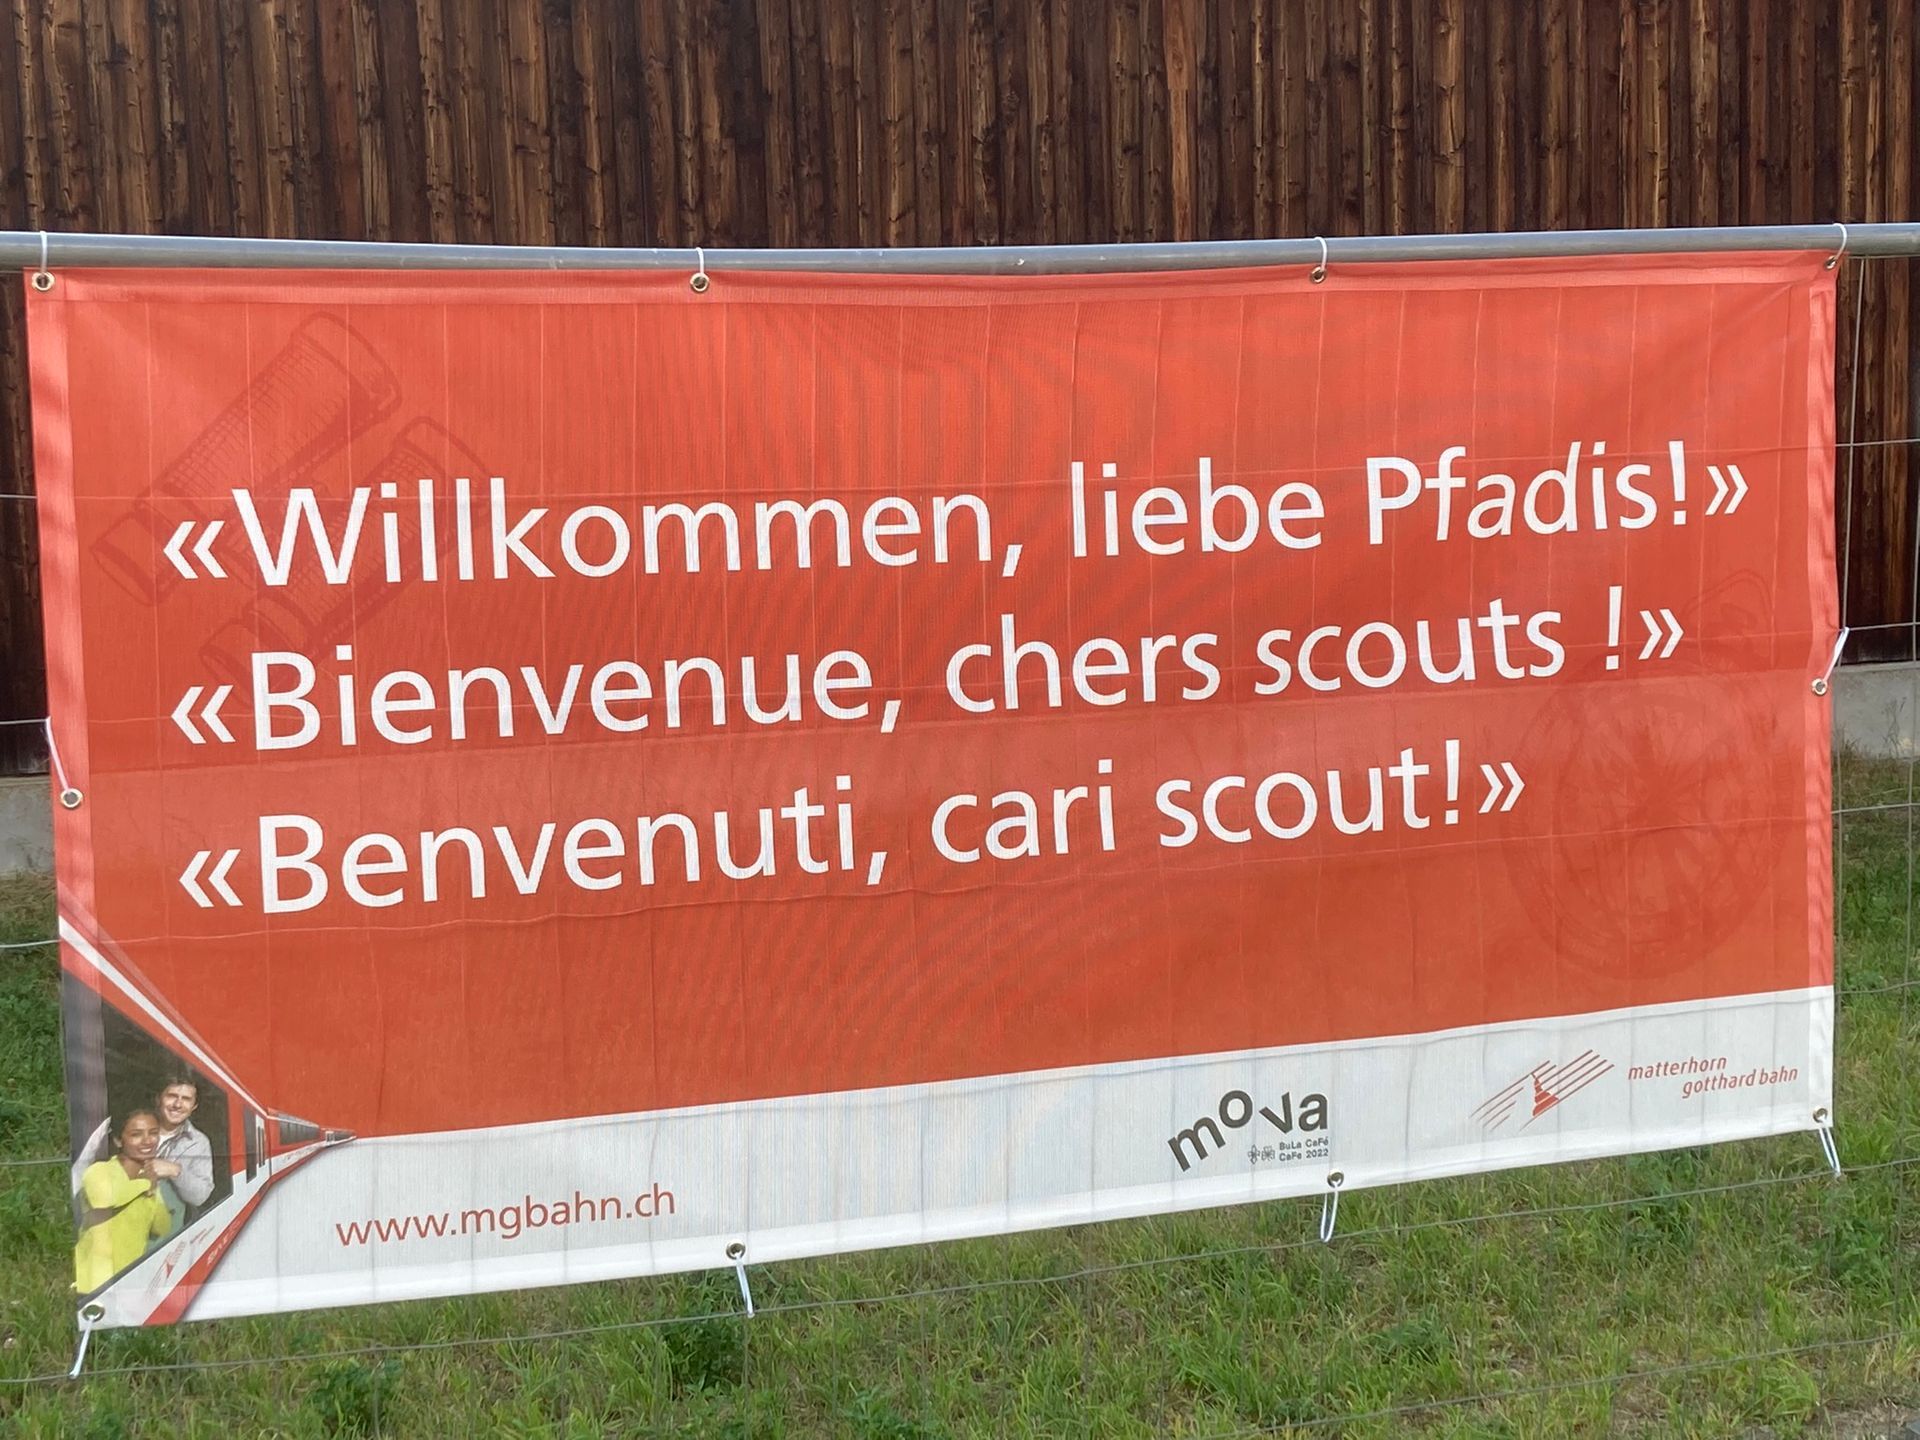 «Willkommen, liebe Pfadis!»
«Bienvenue, chers scouts !»
«Benvenuti, cari scout!»
matterhorn
gotthard bahn
mova
BuLa CaFé
CaFe 2022
www.mgbahn.ch